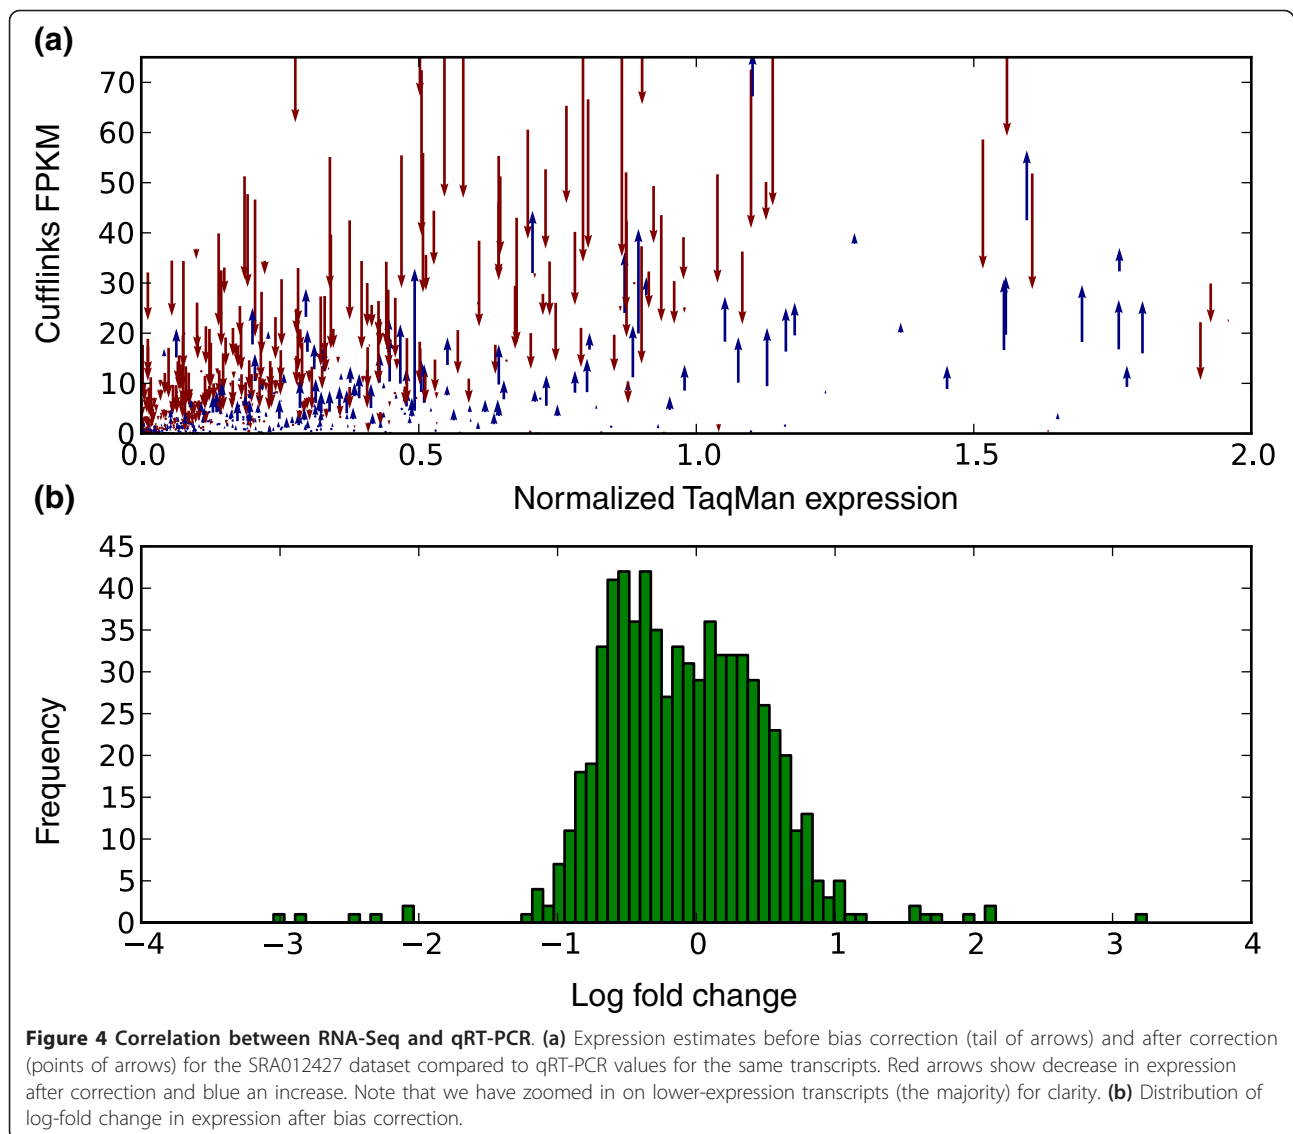 (a)
70
60
50
40
30
20
10
0
Cufflinks FPKM
0.0 0.5 1.0 1.5 2.0
Normalized TaqMan expression
(b)
45
40
35
30
25
20
15
10
5
0
Frequency
−4 −3 −2 −1 0 1 2 3 4
Log fold change
Figure 4 Correlation between RNA-Seq and qRT-PCR. (a) Expression estimates before bias correction (tail of arrows) and after correction
(points of arrows) for the SRA012427 dataset compared to qRT-PCR values for the same transcripts. Red arrows show decrease in expression
after correction and blue an increase. Note that we have zoomed in on lower-expression transcripts (the majority) for clarity. (b) Distribution of
log-fold change in expression after bias correction.